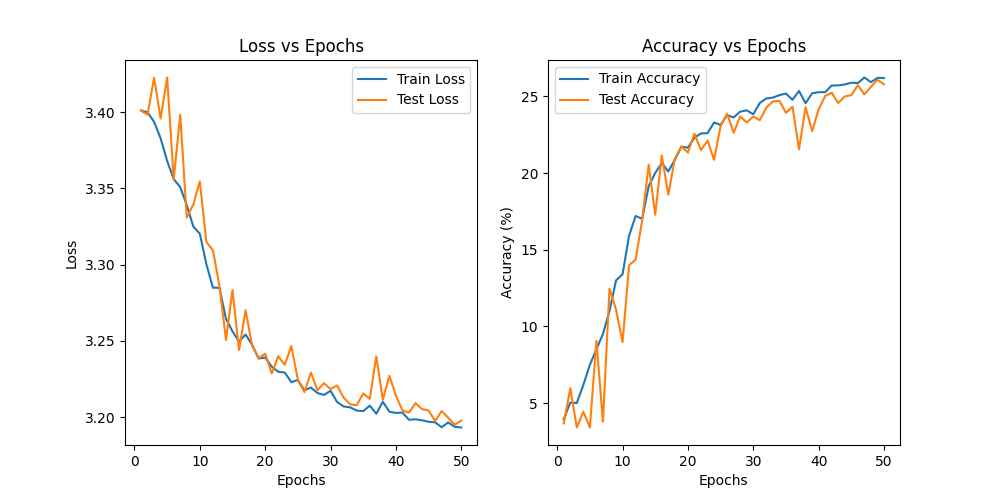 Loss vs Epochs
Train Loss
Test Loss
3.40
3.35
3.30
3.25
3.20
Loss
0
10
20
30
40
50
Epochs
Accuracy vs Epochs
Train Accuracy
Test Accuracy
25
20
15
10
5
Accuracy (%)
0
10
20
30
40
50
Epochs